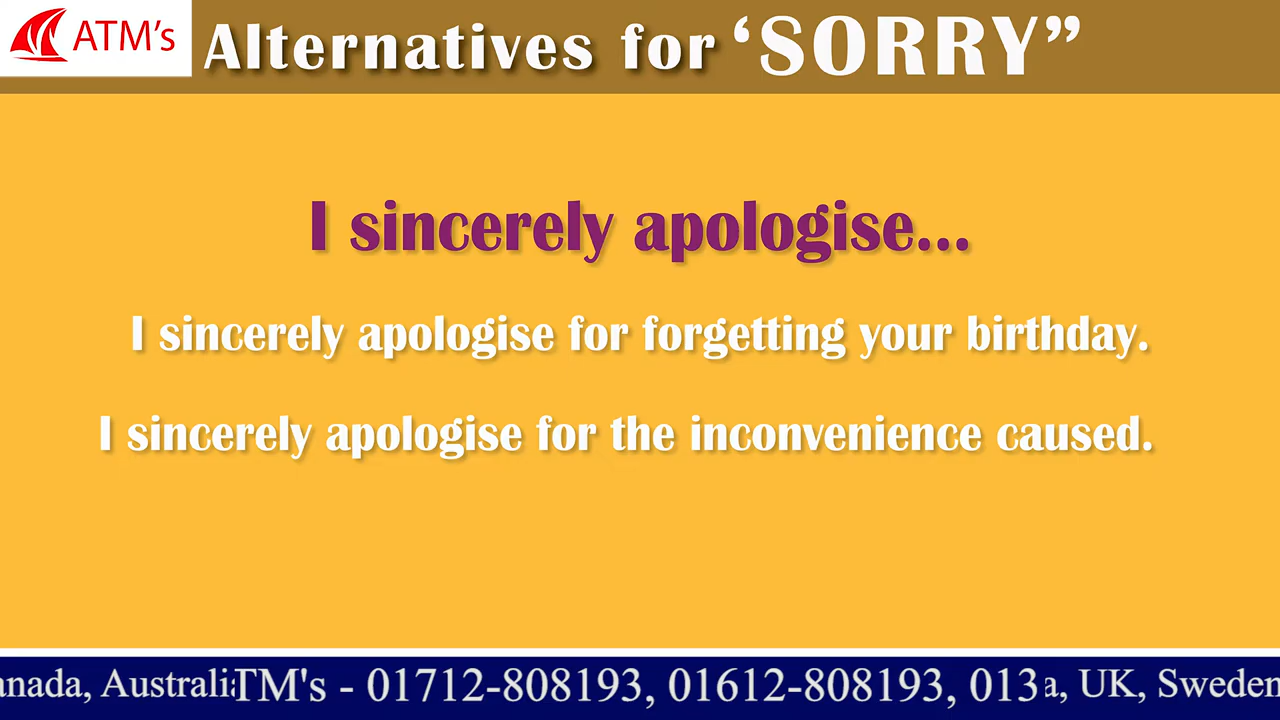 ATM's
Alternatives for ‘SORRY”
I sincerely apologise...
I sincerely apologise for forgetting your birthday.
I sincerely apologise for the inconvenience caused.
anada, Australi TM's - 01712-808193, 01612-808193, 013 a, UK, Sweden